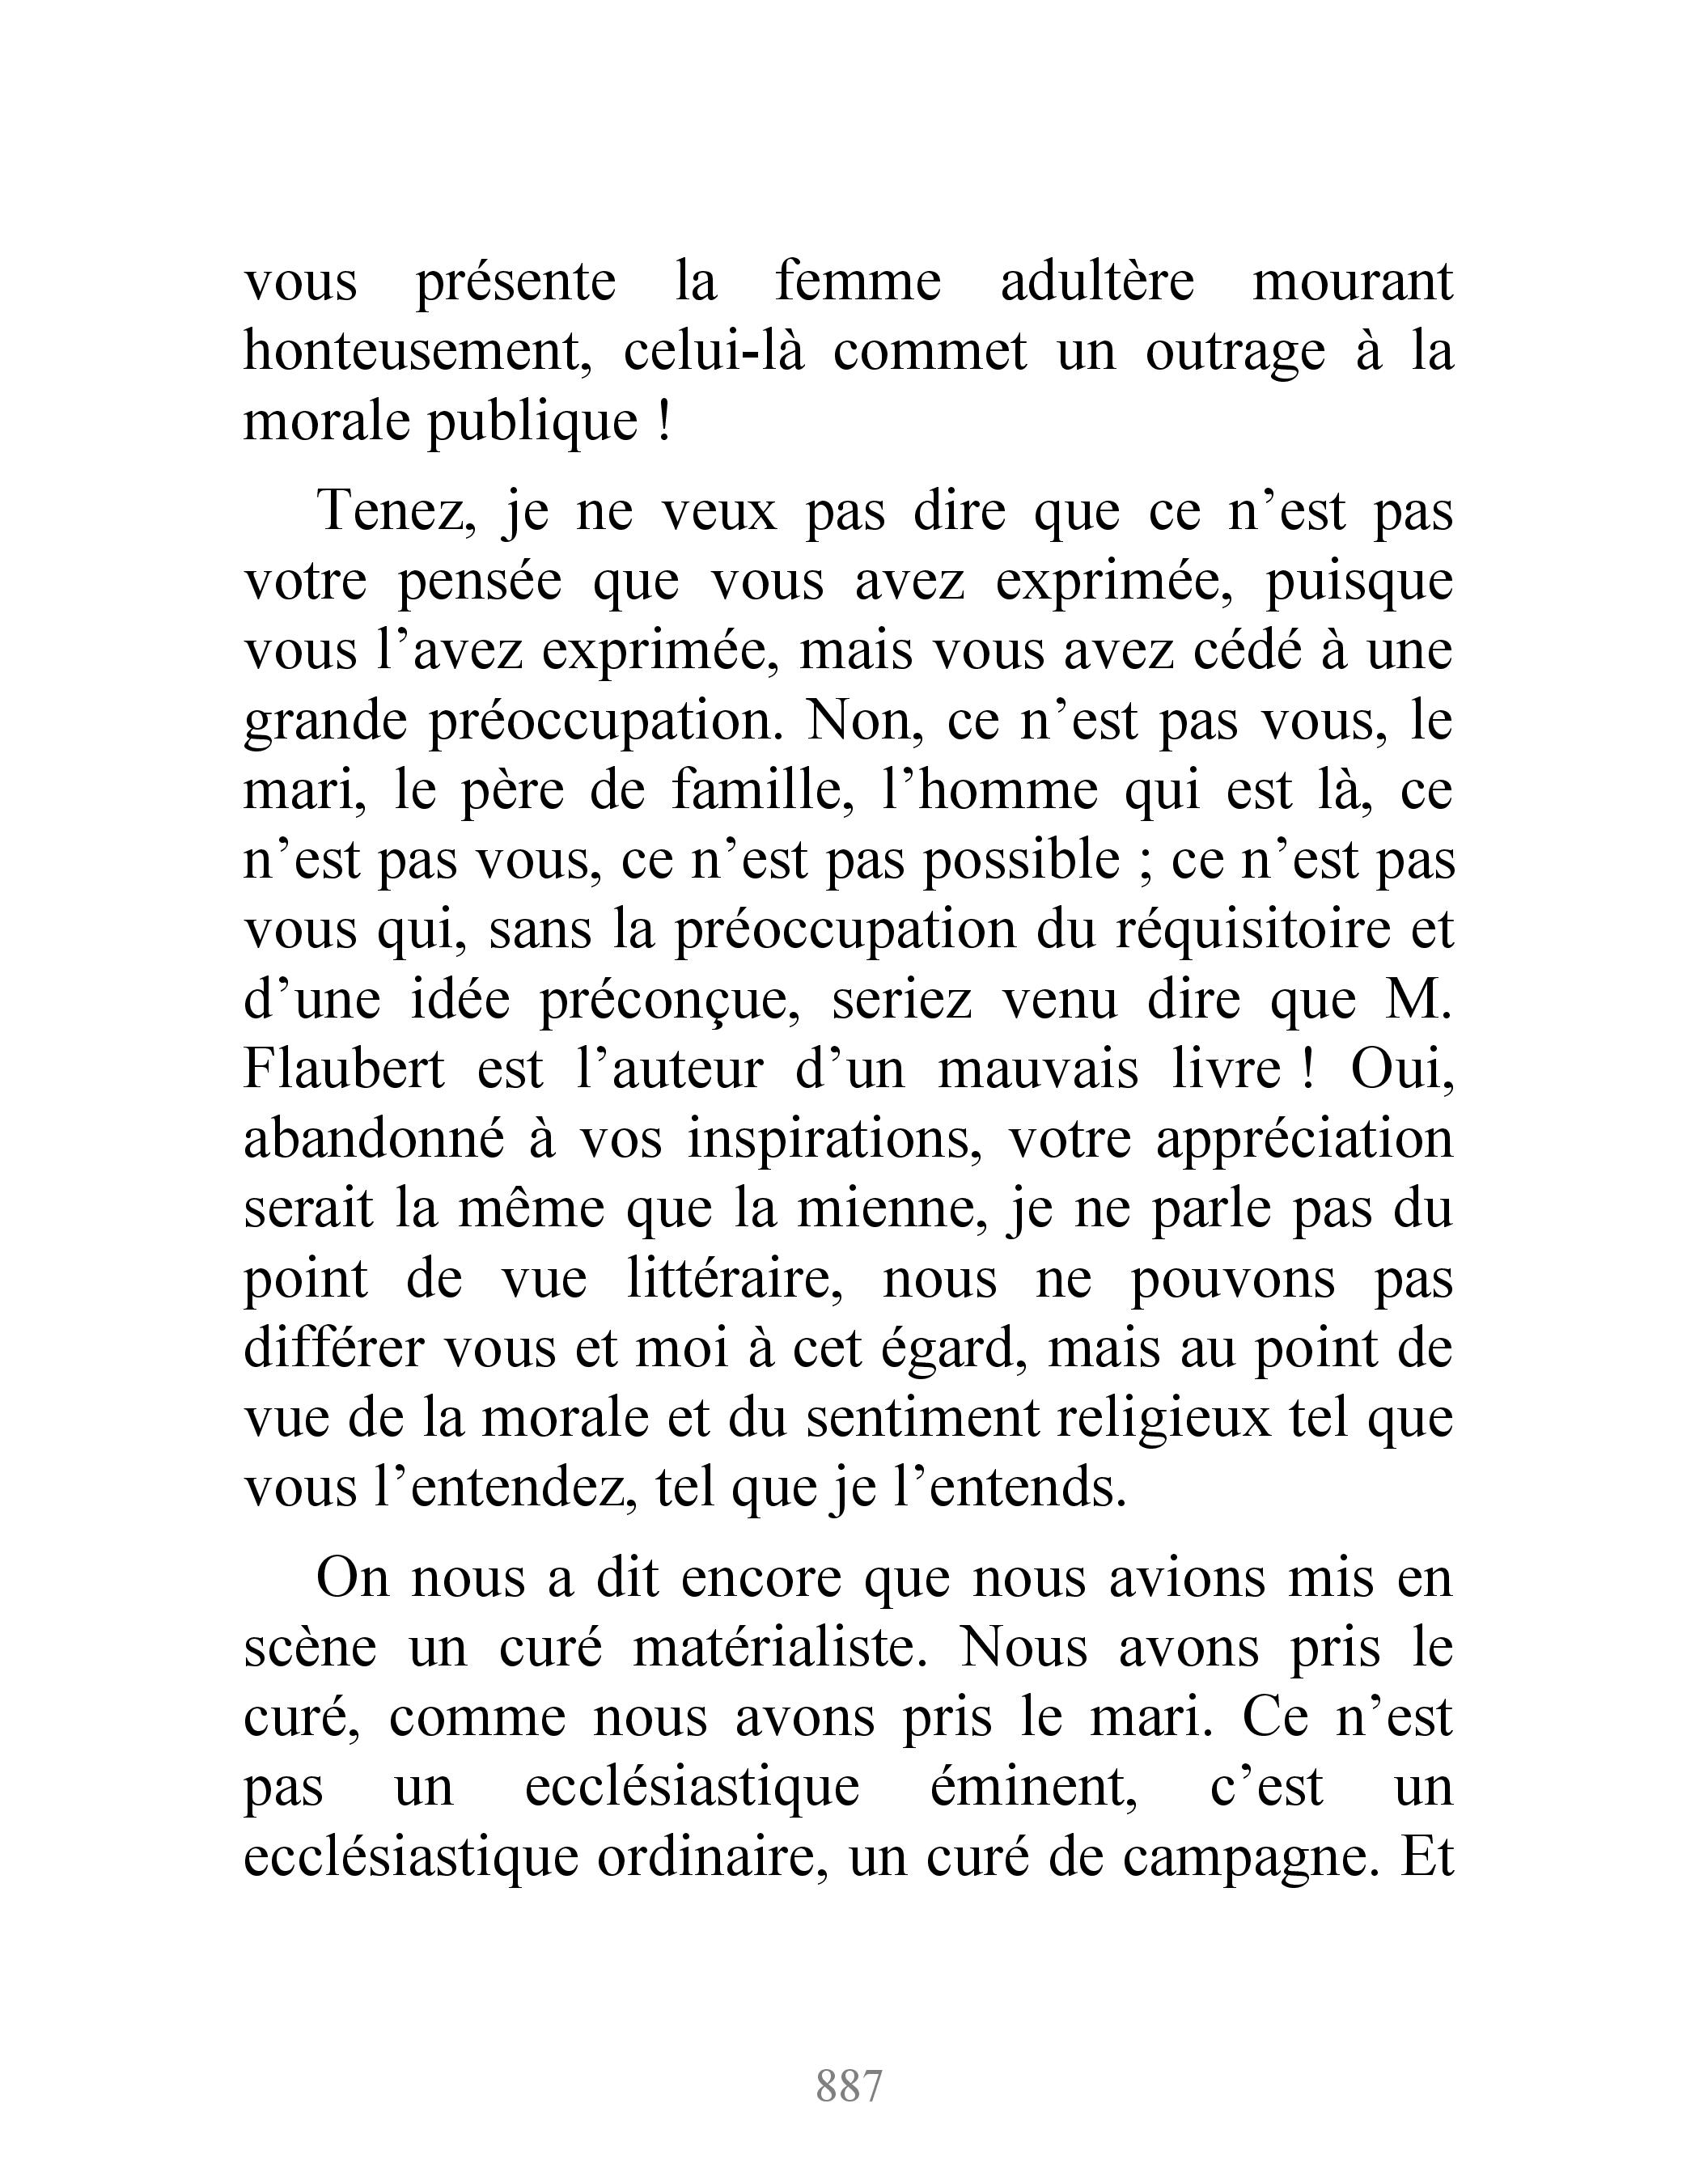 vous présente la femme adultère mourant
honteusement, celui-là commet un outrage à la
morale publique !
Tenez, je ne veux pas dire que ce n’est pas
votre pensée que vous avez exprimée, puisque
vous l’avez exprimée, mais vous avez cédé à une
grande préoccupation. Non, ce n’est pas vous, le
mari, le père de famille, l’homme qui est là, ce
n’est pas vous, ce n’est pas possible ; ce n’est pas
vous qui, sans la préoccupation du réquisitoire et
d’une idée préconçue, seriez venu dire que M.
Flaubert est l’auteur d’un mauvais livre ! Oui,
abandonné à vos inspirations, votre appréciation
serait la même que la mienne, je ne parle pas du
point de vue littéraire, nous ne pouvons pas
différer vous et moi à cet égard, mais au point de
vue de la morale et du sentiment religieux tel que
vous l’entendez, tel que je l’entends.
On nous a dit encore que nous avions mis en
scène un curé matérialiste. Nous avons pris le
curé, comme nous avons pris le mari. Ce n’est
pas un ecclésiastique éminent, c’est un
ecclésiastique ordinaire, un curé de campagne. Et
887